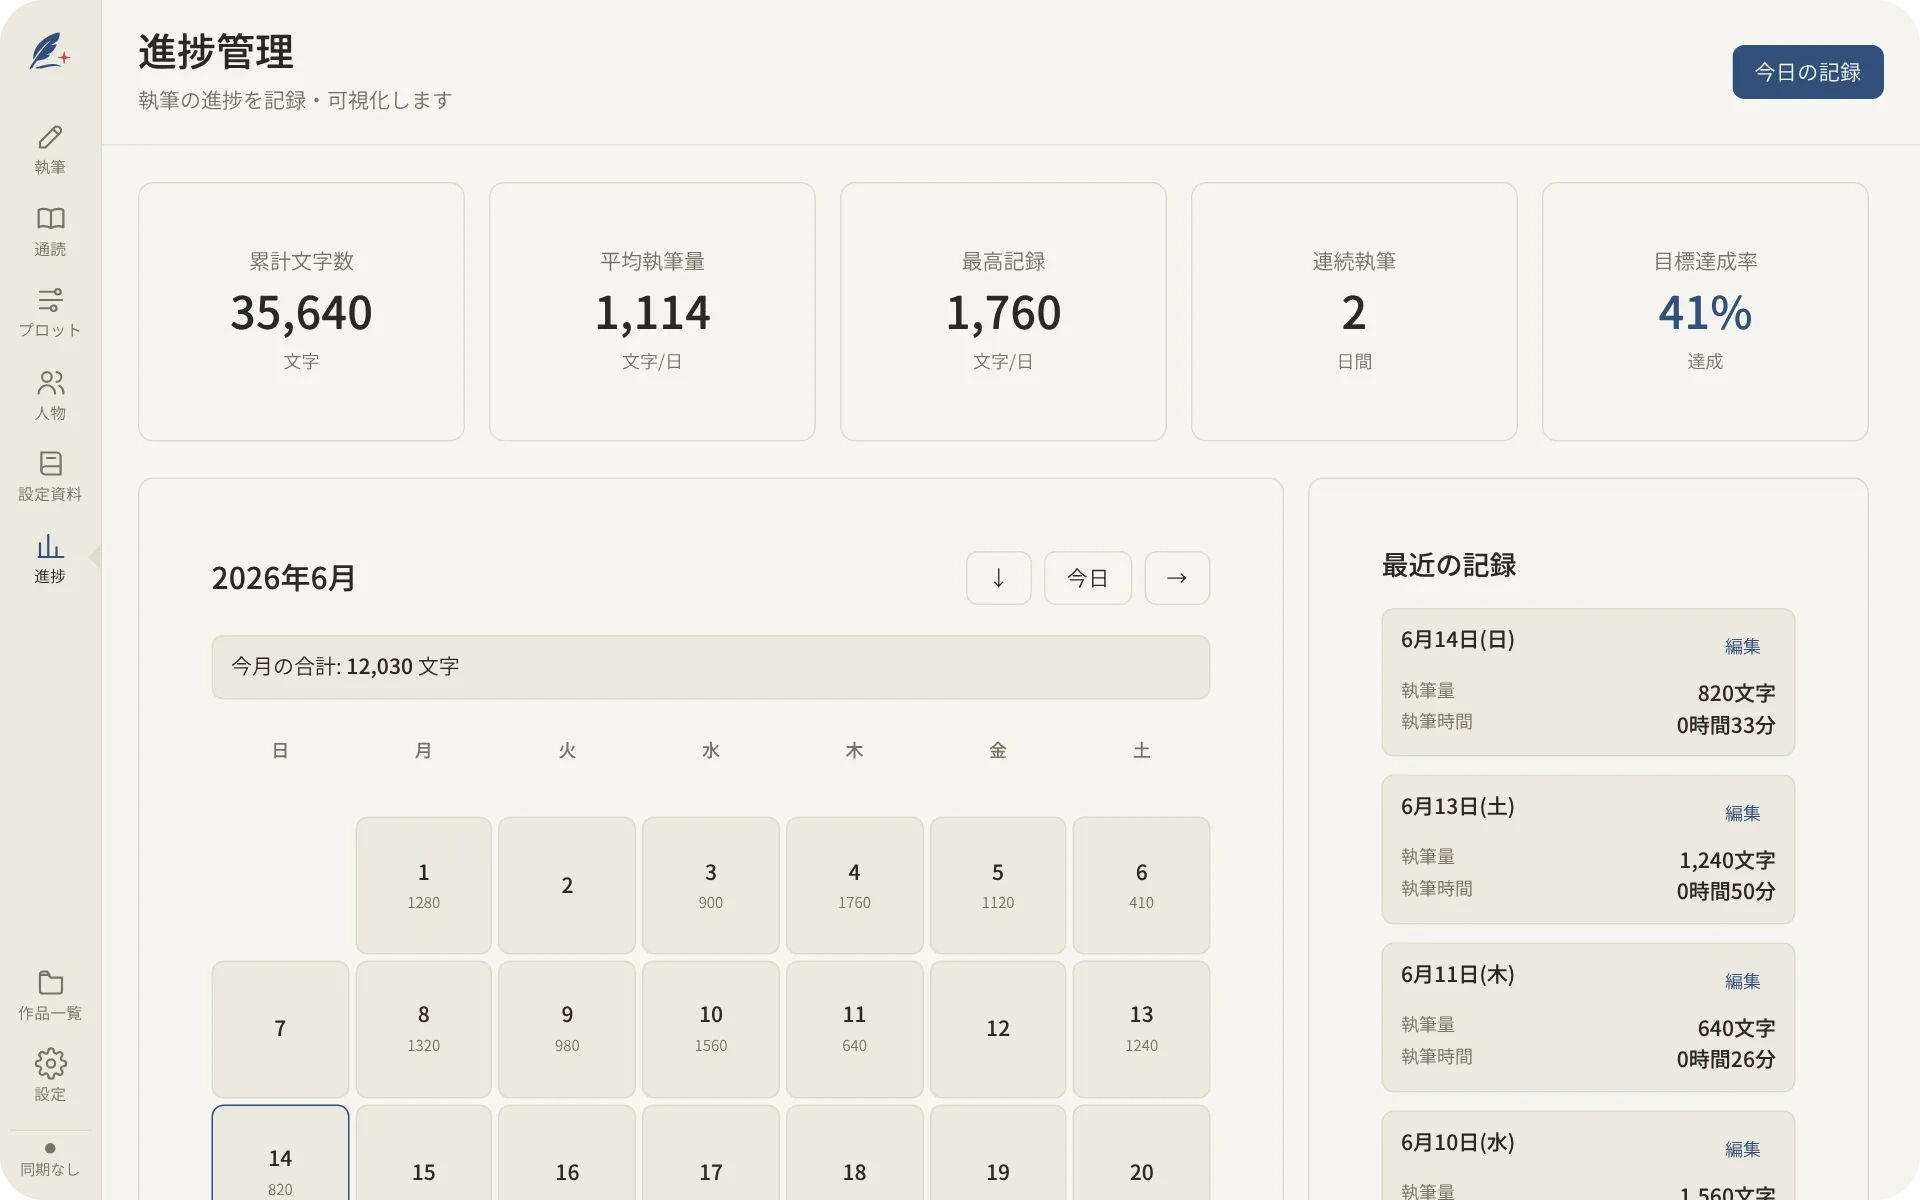 進捗管理
執筆の進捗を記録・可視化します
今日の記録
執筆
通読
プロット
人物
設定資料
進捗
作品一覧
設定
同期なし
累計文字数
35,640
文字
平均執筆量
1,114
文字/日
最高記録
1,760
文字/日
連続執筆
2
日間
目標達成率
41%
達成
2026年6月
↓ 今日 →
今月の合計: 12,030 文字
日 月 火 水 木 金 土
1 2 3 4 5 6
1280 900 1760 1120 410
7 8 9 10 11 12 13
1320 980 1560 640 1240
14 15 16 17 18 19 20
820
最近の記録
6月14日(日) 編集
執筆量 820文字
執筆時間 0時間33分
6月13日(土) 編集
執筆量 1,240文字
執筆時間 0時間50分
6月11日(木) 編集
執筆量 640文字
執筆時間 0時間26分
6月10日(水) 編集
執筆量 1,560文字